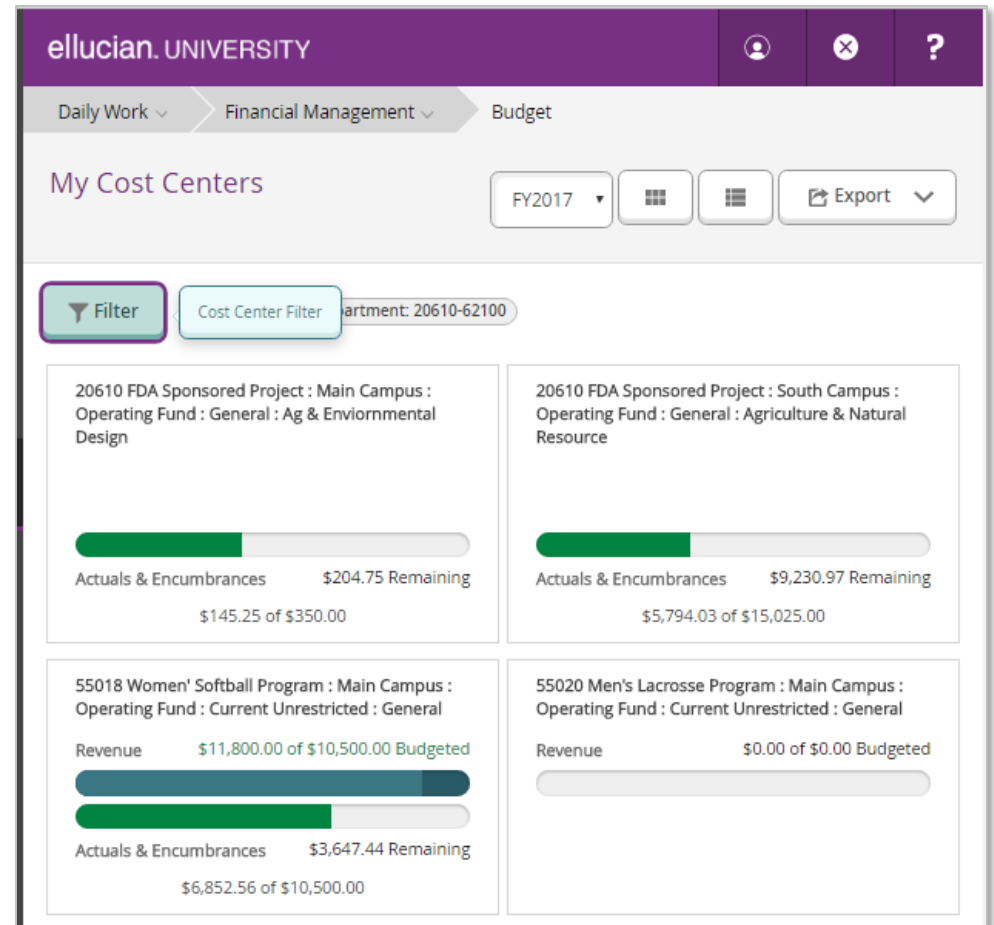 ellucian. UNIVERSITY
?
Daily Work
Financial Management
Budget
My Cost Centers
FY2017
Export
Filter
Cost Center Filter
artment: 20610-62100
20610 FDA Sponsored Project : Main Campus :
Operating Fund : General : Ag & Enviornmental
Design
Actuals & Encumbrances
$204.75 Remaining
$145.25 of $350.00
20610 FDA Sponsored Project : South Campus :
Operating Fund : General : Agriculture & Natural
Resource
Actuals & Encumbrances
$9,230.97 Remaining
$5,794.03 of $15,025.00
55018 Women' Softball Program : Main Campus :
Operating Fund : Current Unrestricted : General
Revenue
$11,800.00 of $10,500.00 Budgeted
Actuals & Encumbrances
$3,647.44 Remaining
$6,852.56 of $10,500.00
55020 Men's Lacrosse Program : Main Campus :
Operating Fund : Current Unrestricted : General
Revenue
$0.00 of $0.00 Budgeted